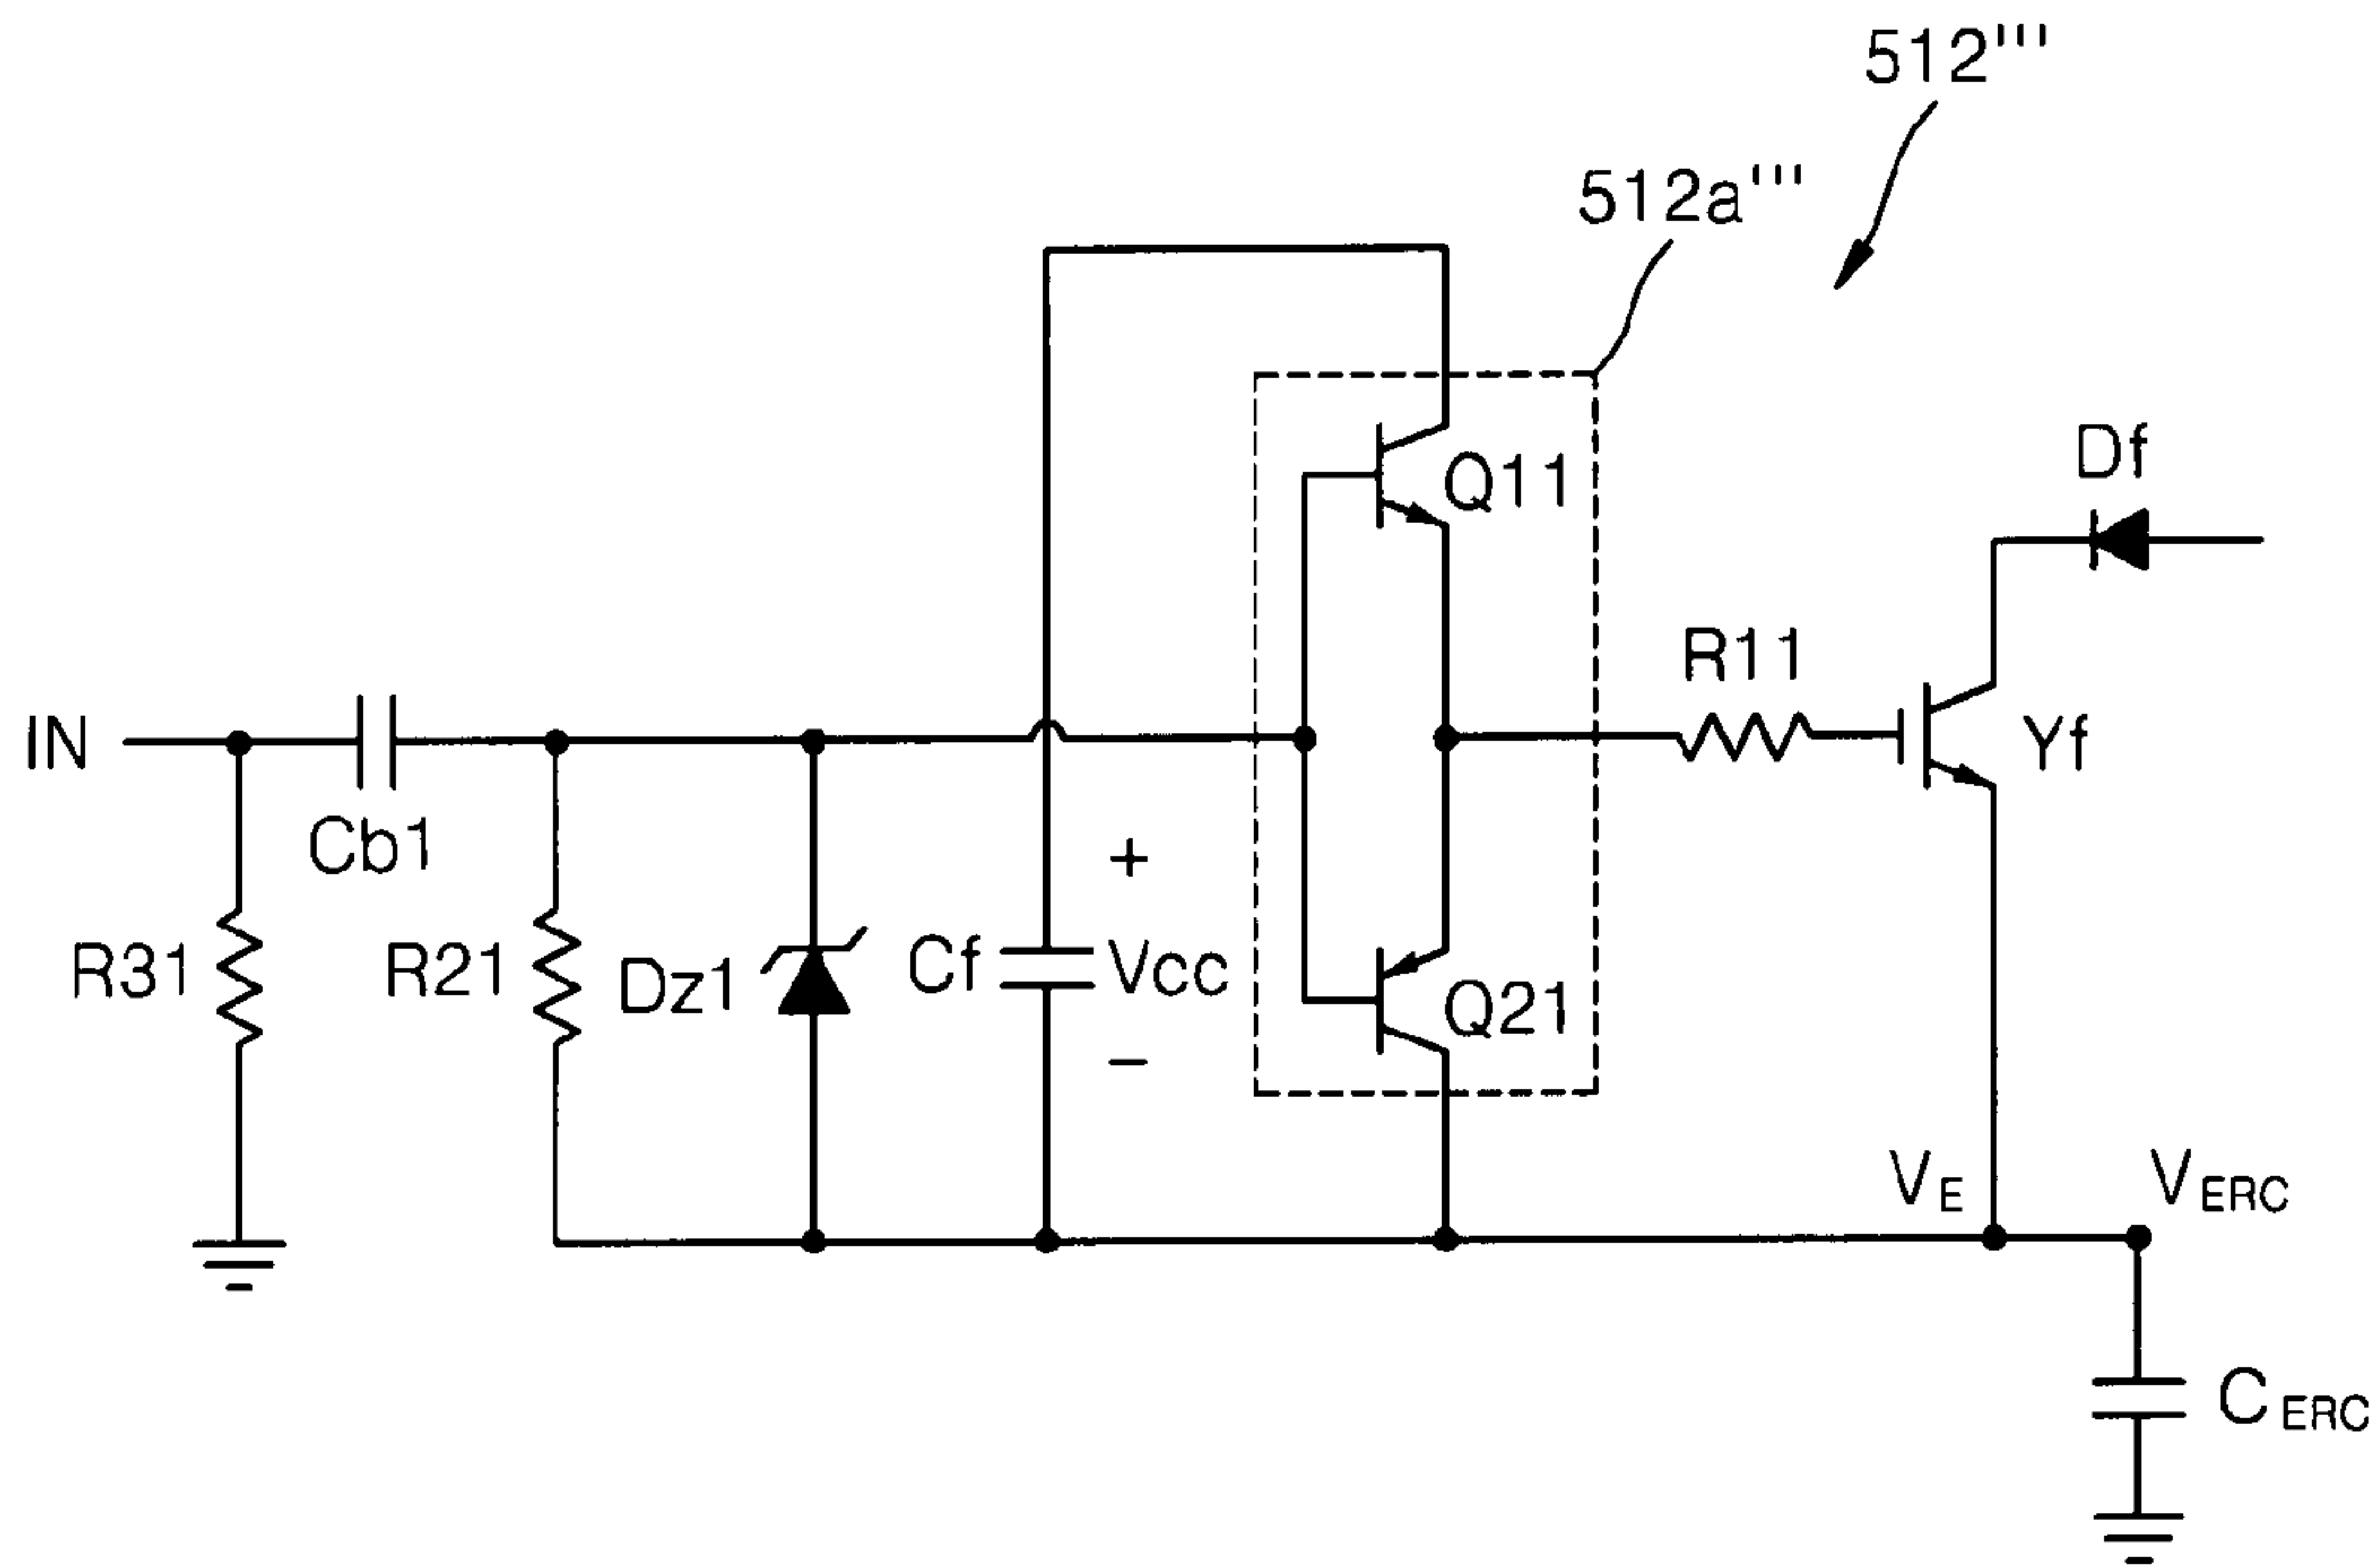 512'''
512a'''
Q11
Df
R11
IN
Yf
Cb1
+
R31
R21
Dz1
Cf
Vcc
Q21
−
VE
VERC
CERC